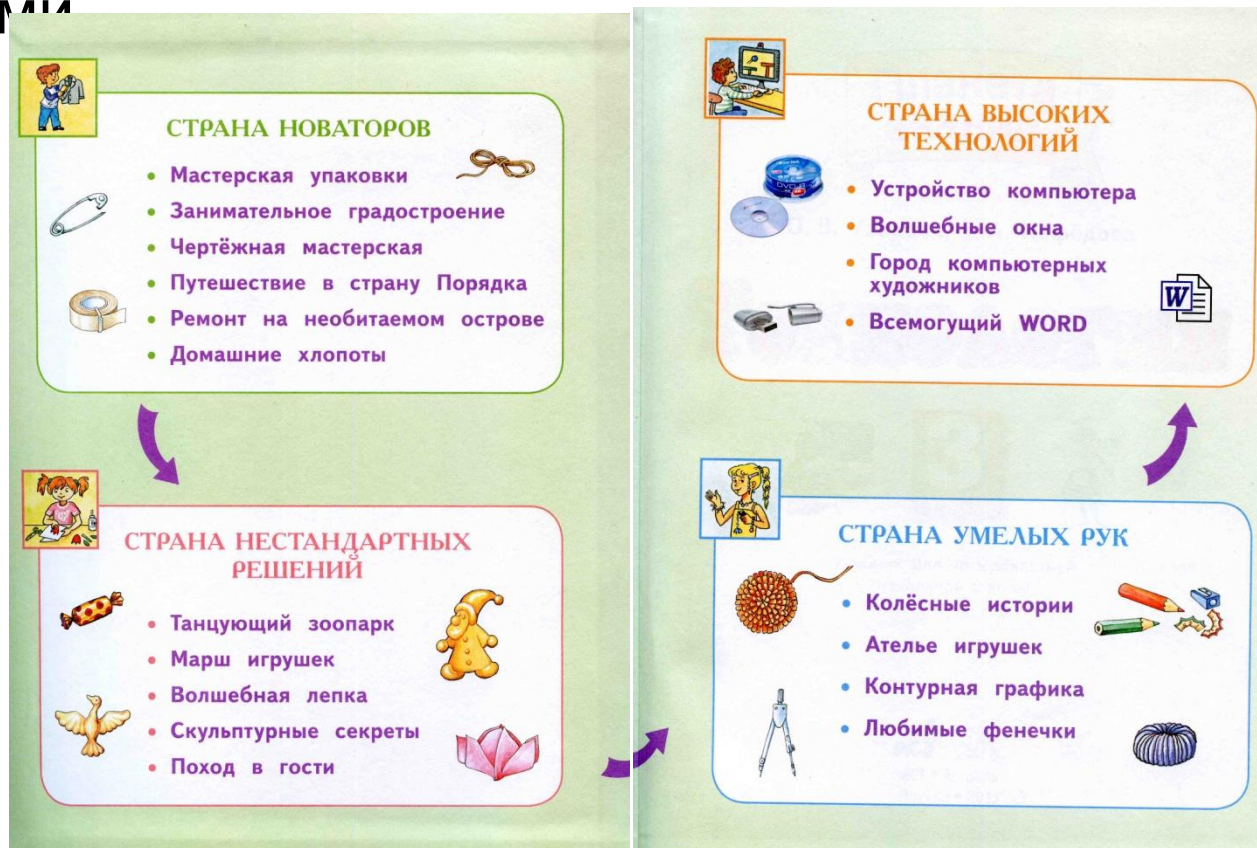 ми
СТРАНА НОВАТОРОВ
• Мастерская упаковки
• Занимательное градостроение
• Чертёжная мастерская
• Путешествие в страну Порядка
• Ремонт на необитаемом острове
• Домашние хлопоты
СТРАНА НЕСТАНДАРТНЫХ
РЕШЕНИЙ
• Танцующий зоопарк
• Марш игрушек
• Волшебная лепка
• Скульптурные секреты
• Поход в гости
СТРАНА УМЕЛЫХ РУК
• Колёсные истории
• Ателье игрушек
• Контурная графика
• Любимые фенечки
СТРАНА ВЫСОКИХ
ТЕХНОЛОГИЙ
• Устройство компьютера
• Волшебные окна
• Город компьютерных
художников
• Всемогущий WORD
W